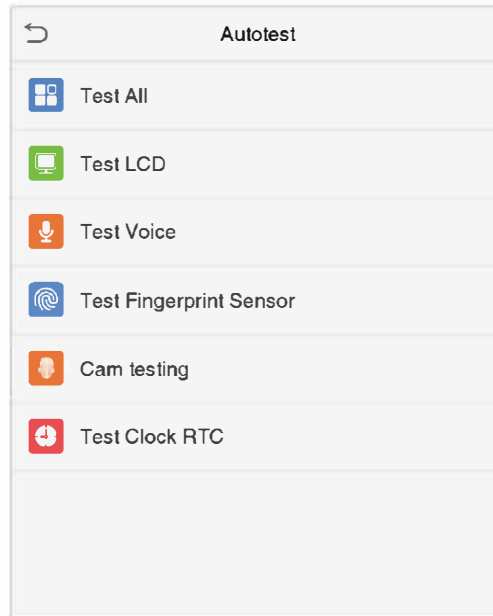 Autotest
Test All
Test LCD
Test Voice
Test Fingerprint Sensor
Cam testing
Test Clock RTC